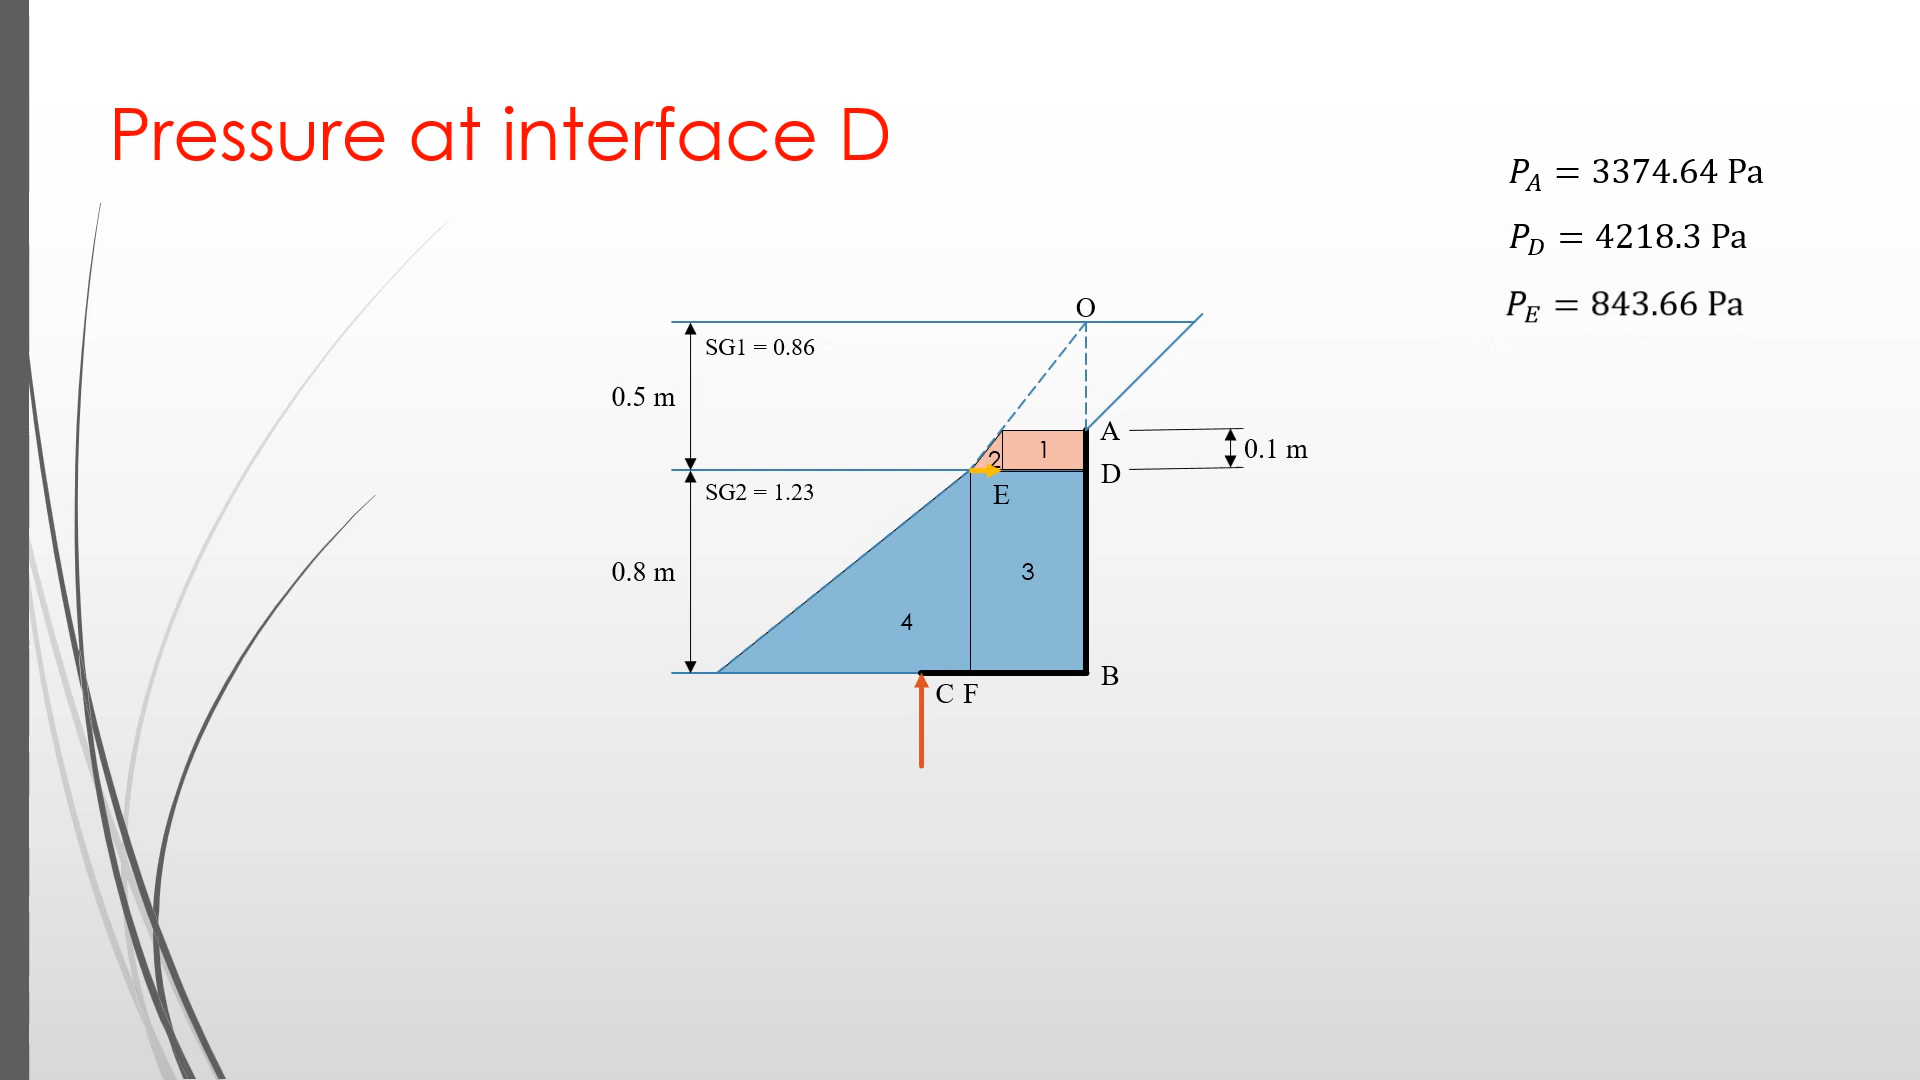 Pressure at interface D
P_A = 3374.64 Pa
P_D = 4218.3 Pa
P_E = 843.66 Pa
O
SG1 = 0.86
0.5 m
A
1
0.1 m
2
D
SG2 = 1.23
E
0.8 m
3
4
B
C F